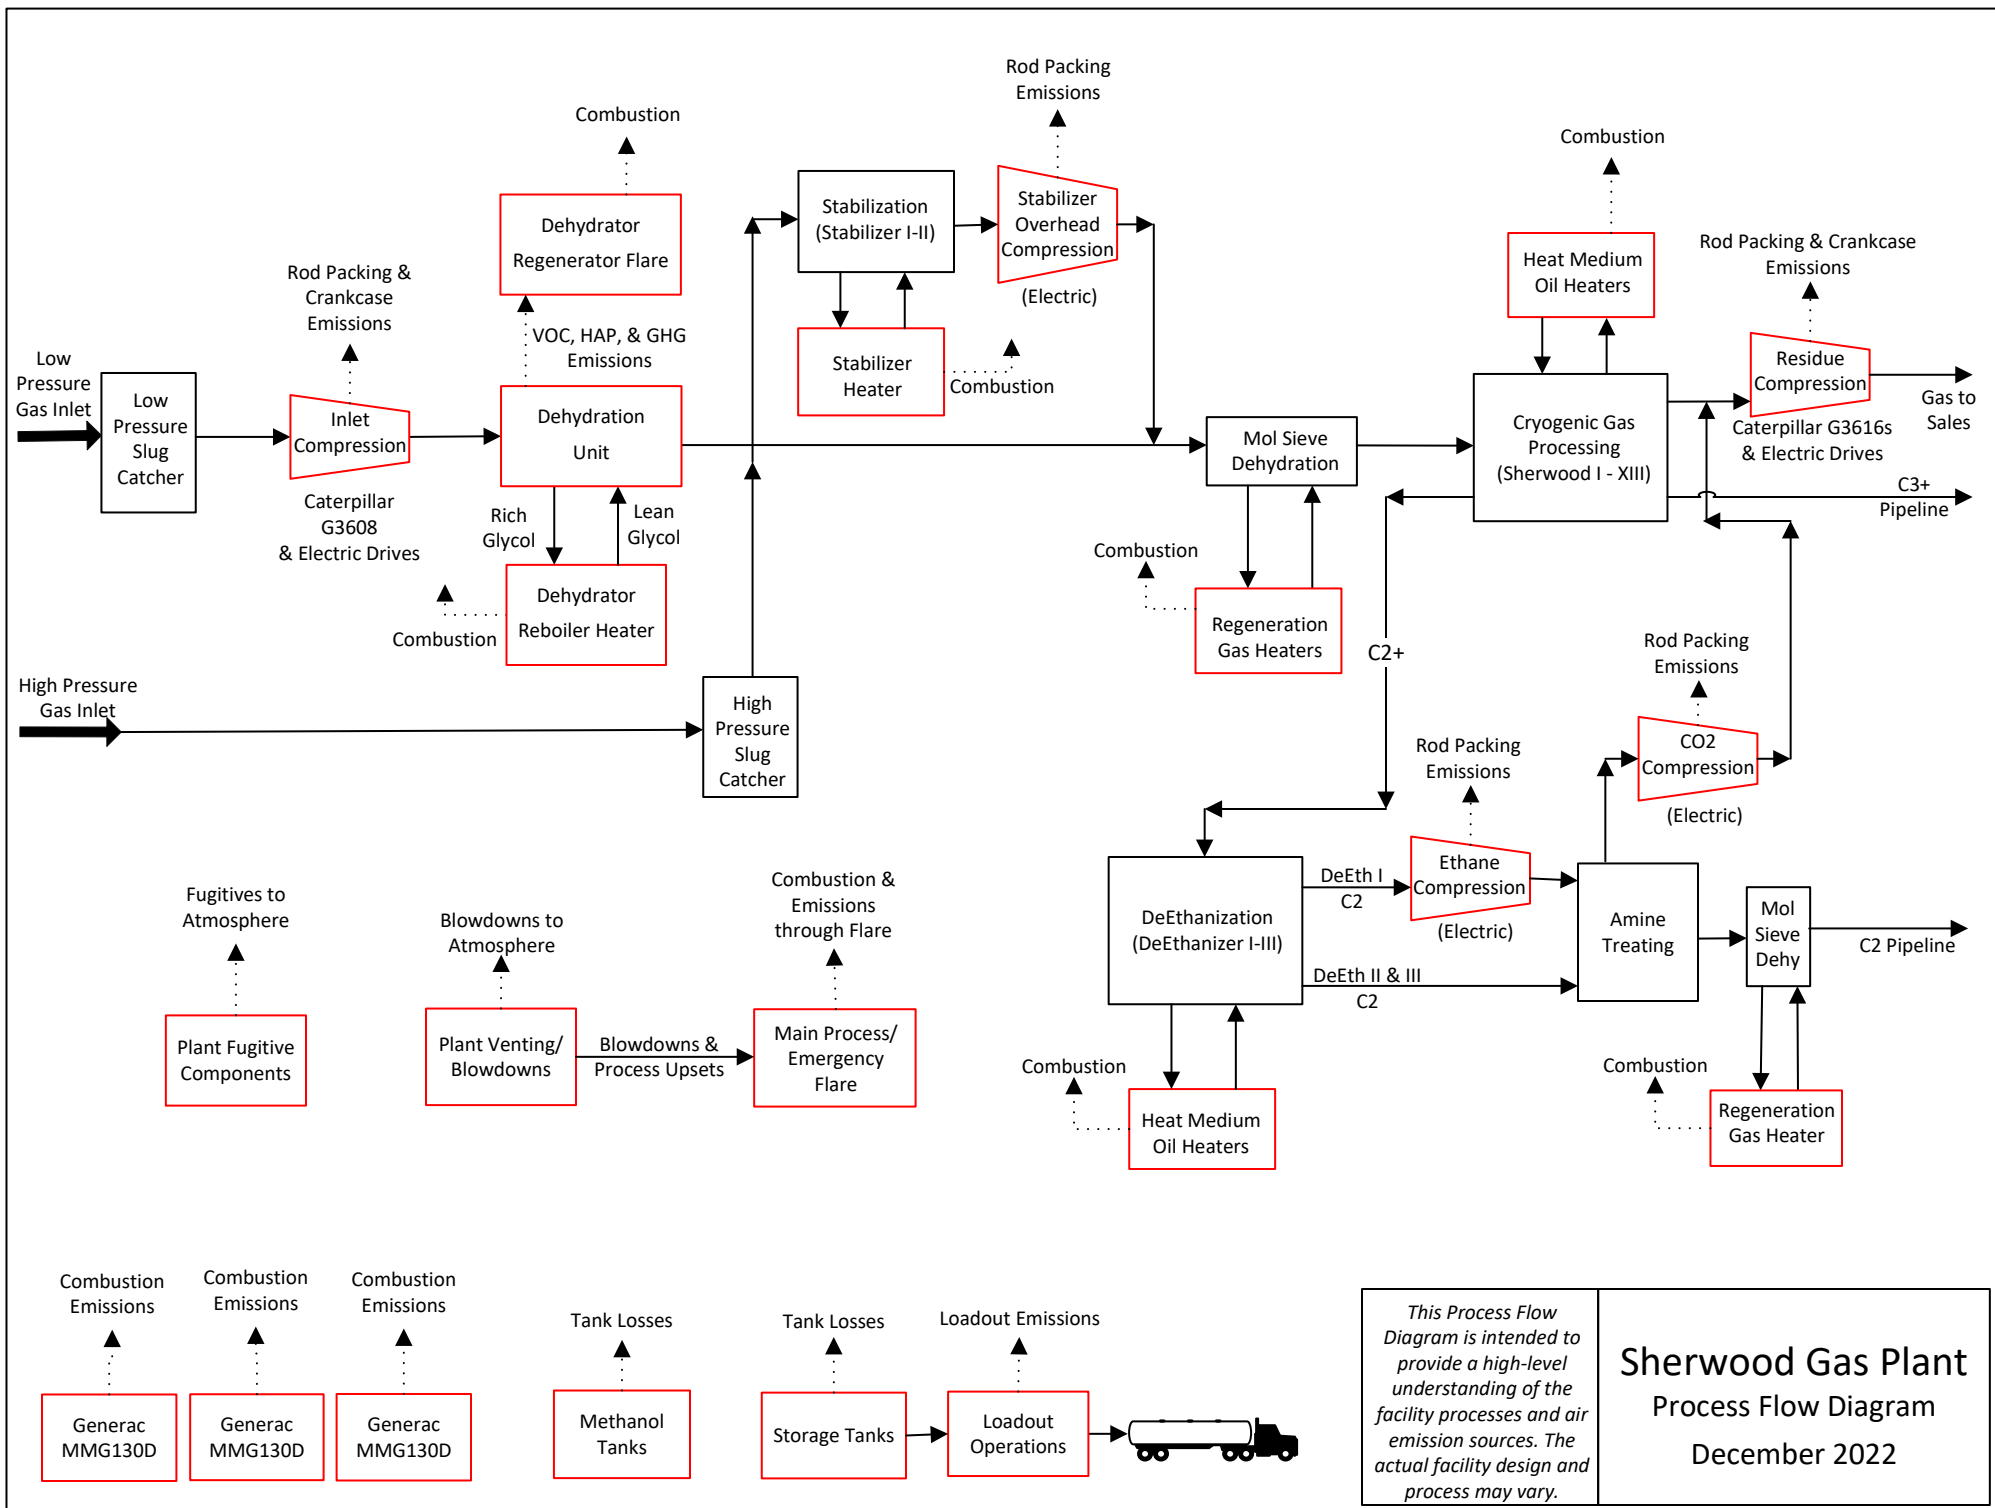 Rod Packing
Emissions
Combustion
Combustion
Dehydrator
Regenerator Flare
Stabilization
(Stabilizer I-II)
Stabilizer
Overhead
Compression
(Electric)
Heat Medium
Oil Heaters
Rod Packing & Crankcase
Emissions
Rod Packing &
Crankcase
Emissions
VOC, HAP, & GHG
Emissions
Stabilizer
Heater
Combustion
Low
Pressure
Gas Inlet
Low
Pressure
Slug
Catcher
Inlet
Compression
Caterpillar
G3608
& Electric Drives
Dehydration
Unit
Rich
Glycol
Lean
Glycol
Dehydrator
Reboiler Heater
Combustion
Mol Sieve
Dehydration
Combustion
Regeneration
Gas Heaters
Cryogenic Gas
Processing
(Sherwood I - XIII)
Residue
Compression
Caterpillar G3616s
& Electric Drives
Gas to
Sales
C3+
Pipeline
C2+
High Pressure
Gas Inlet
High
Pressure
Slug
Catcher
Rod Packing
Emissions
CO2
Compression
(Electric)
Rod Packing
Emissions
Ethane
Compression
(Electric)
DeEthanization
(DeEthanizer I-III)
DeEth I
C2
DeEth II & III
C2
Amine
Treating
Mol
Sieve
Dehy
C2 Pipeline
Combustion
Heat Medium
Oil Heaters
Combustion
Regeneration
Gas Heater
Fugitives to
Atmosphere
Plant Fugitive
Components
Blowdowns to
Atmosphere
Plant Venting/
Blowdowns
Blowdowns &
Process Upsets
Combustion &
Emissions
through Flare
Main Process/
Emergency
Flare
Combustion
Emissions
Generac
MMG130D
Combustion
Emissions
Generac
MMG130D
Combustion
Emissions
Generac
MMG130D
Tank Losses
Methanol
Tanks
Tank Losses
Storage Tanks
Loadout Emissions
Loadout
Operations
This Process Flow
Diagram is intended to
provide a high-level
understanding of the
facility processes and air
emission sources. The
actual facility design and
process may vary.
Sherwood Gas Plant
Process Flow Diagram
December 2022